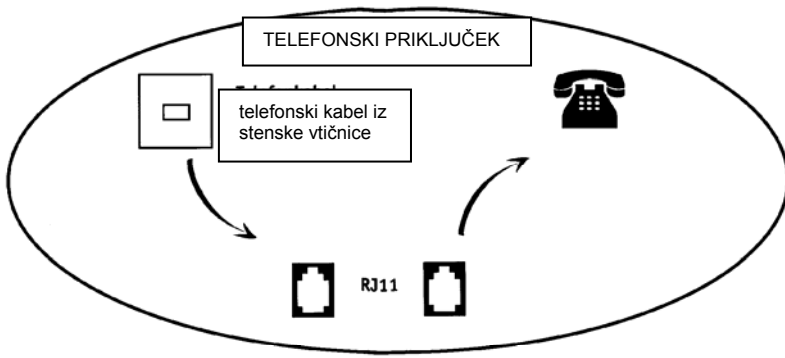 TELEFONSKI PRIKLJUČEK
telefonski kabel iz
stenske vtičnice
RJ11